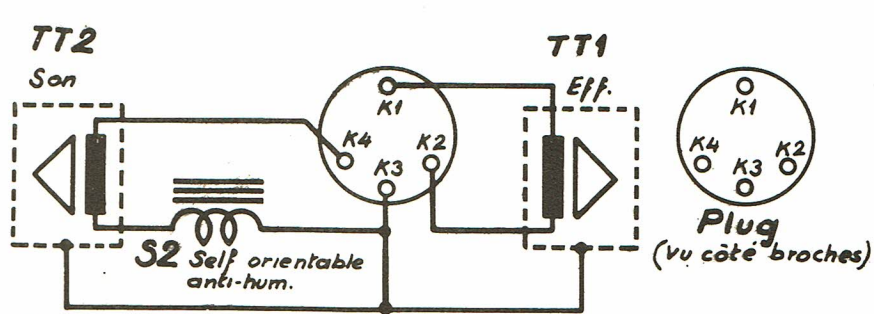 TT2
Son
TT1
Eff.
K1
K4
K2
K3
K1
K4
K2
K3
S2 Self orientable
anti-hum.
Plug
(vu côté broches)